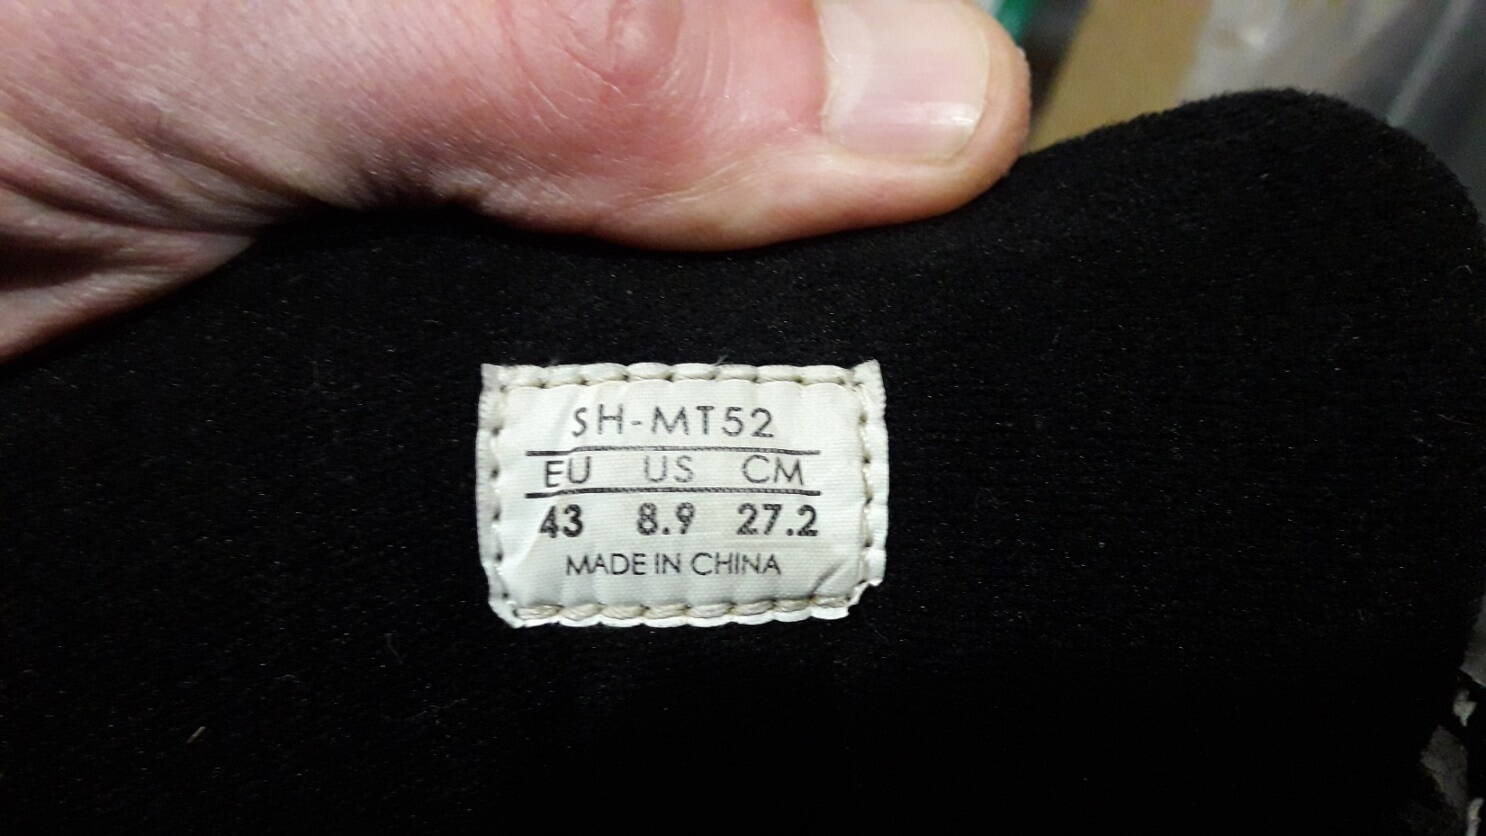 SH-MT52
EU US CM
43 8.9 27.2
MADE IN CHINA